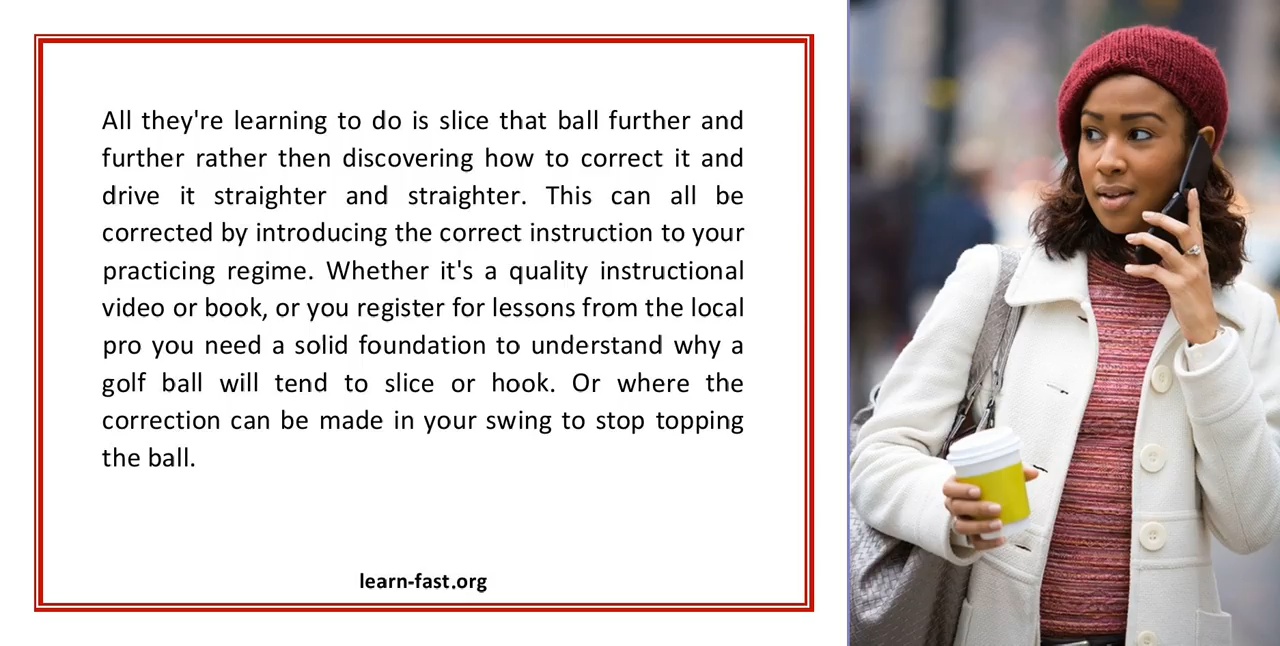 All they're learning to do is slice that ball further and
further rather then discovering how to correct it and
drive it straighter and straighter. This can all be
corrected by introducing the correct instruction to your
practicing regime. Whether it's a quality instructional
video or book, or you register for lessons from the local
pro you need a solid foundation to understand why a
golf ball will tend to slice or hook. Or where the
correction can be made in your swing to stop topping
the ball.
learn-fast.org